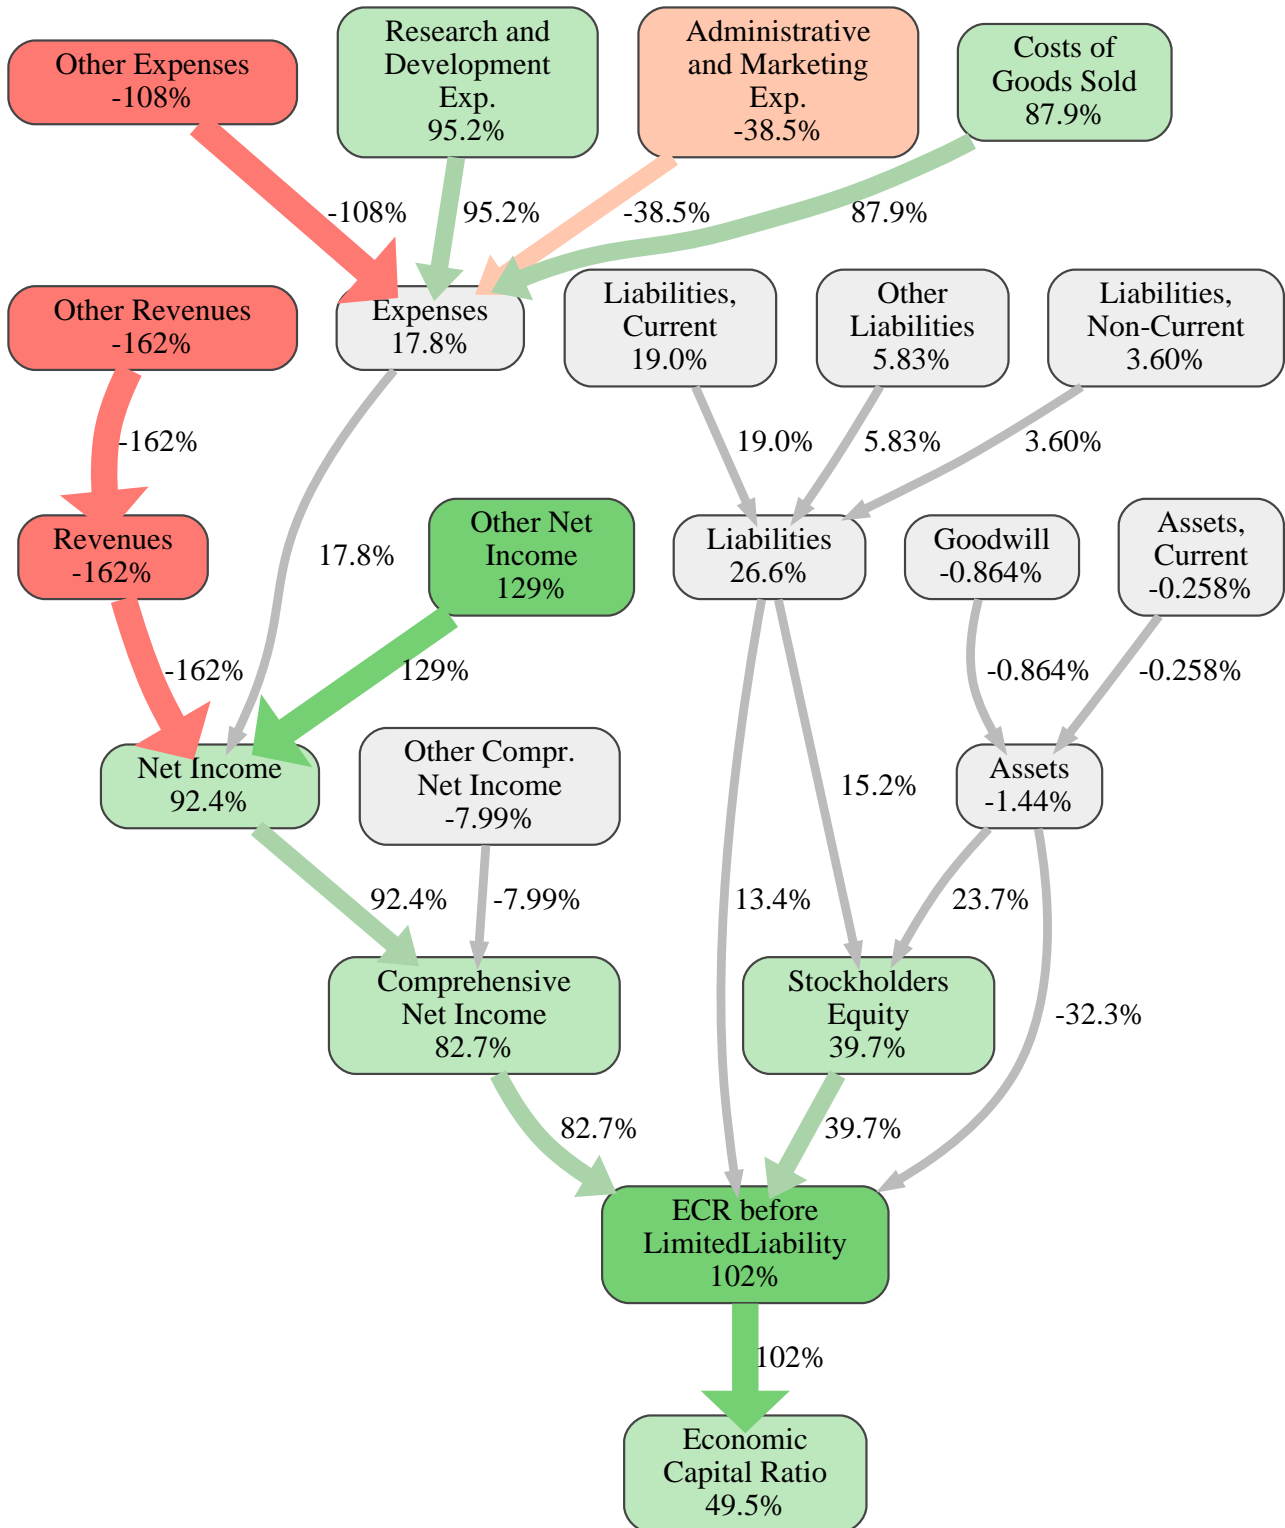 Other Expenses
-108%
Research and
Development
Exp.
95.2%
Administrative
and Marketing
Exp.
-38.5%
Costs of
Goods Sold
87.9%
-108%
95.2%
-38.5%
87.9%
Other Revenues
-162%
Expenses
17.8%
Liabilities,
Current
19.0%
Other
Liabilities
5.83%
Liabilities,
Non-Current
3.60%
-162%
19.0%
5.83%
3.60%
Revenues
-162%
17.8%
Other Net
Income
129%
Liabilities
26.6%
Goodwill
-0.864%
Assets,
Current
-0.258%
-162%
129%
-0.864%
-0.258%
Net Income
92.4%
Other Compr.
Net Income
-7.99%
15.2%
Assets
-1.44%
92.4%
-7.99%
13.4%
23.7%
Comprehensive
Net Income
82.7%
Stockholders
Equity
39.7%
-32.3%
82.7%
39.7%
ECR before
LimitedLiability
102%
102%
Economic
Capital Ratio
49.5%